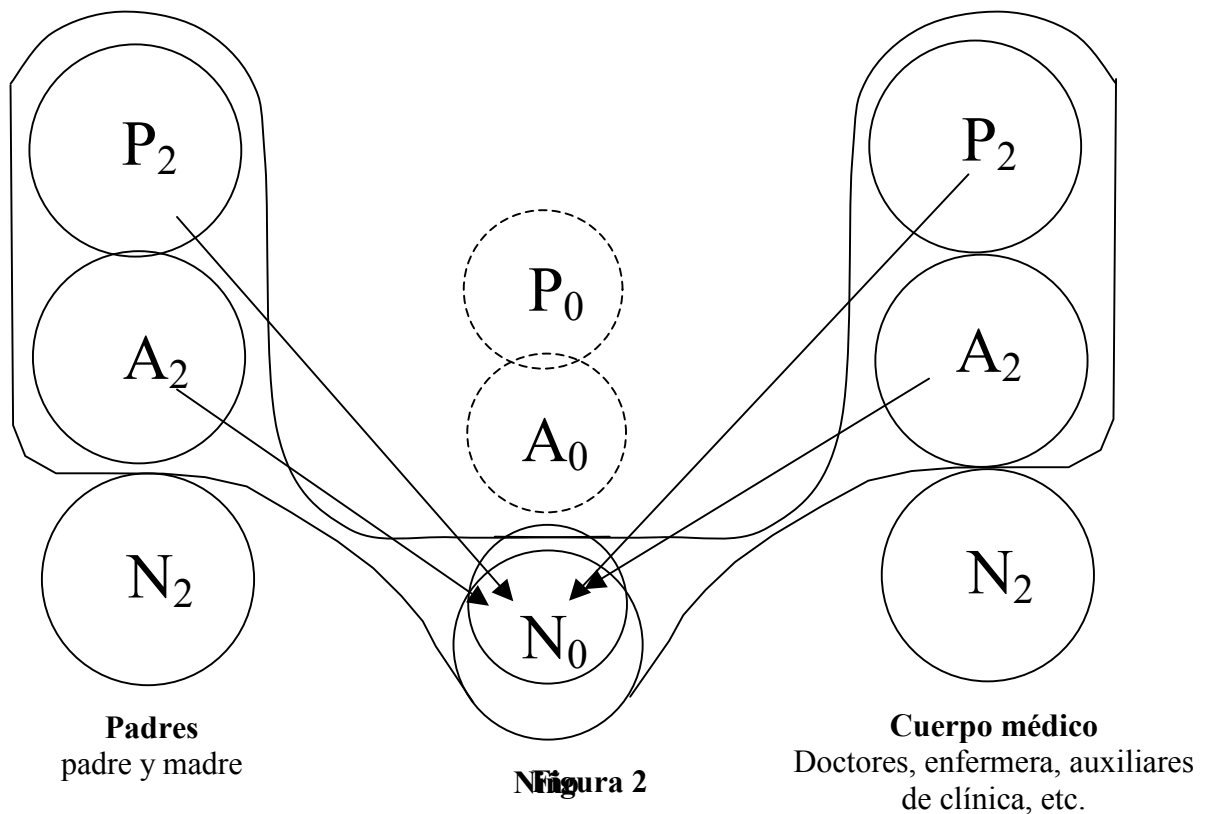 P2
A2
N2
Padres
padre y madre
P0
A0
N0
Niño
Figura 2
P2
A2
N2
Cuerpo médico
Doctores, enfermera, auxiliares
de clínica, etc.